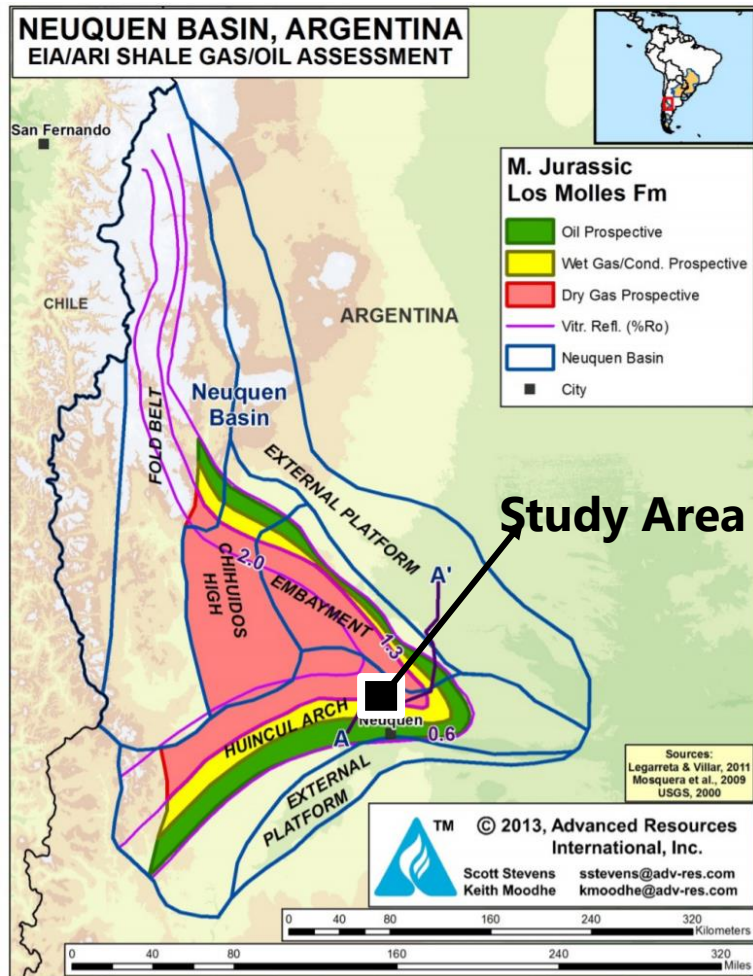 NEUQUEN BASIN, ARGENTINA
EIA/ARI SHALE GAS/OIL ASSESSMENT
San Fernando
M. Jurassic
Los Molles Fm
Oil Prospective
Wet Gas/Cond. Prospective
Dry Gas Prospective
Vitr. Refl. (%Ro)
Neuquen Basin
City
CHILE
ARGENTINA
FOLD BELT
Neuquen
Basin
EXTERNAL PLATFORM
Study Area
CHIHUIDOS
HIGH
2.0
EMBAYMENT
A'
1.3
HUINCUL ARCH
A
Neuquen
0.6
EXTERNAL
PLATFORM
Sources:
Legarreta & Villar, 2011
Mosquera et al., 2009
USGS, 2000
TM
© 2013, Advanced Resources
International, Inc.
Scott Stevens sstevens@adv-res.com
Keith Moodhe kmoodhe@adv-res.com
0 40 80 160 240 320
Kilometers
0 40 80 160 240 320
Miles